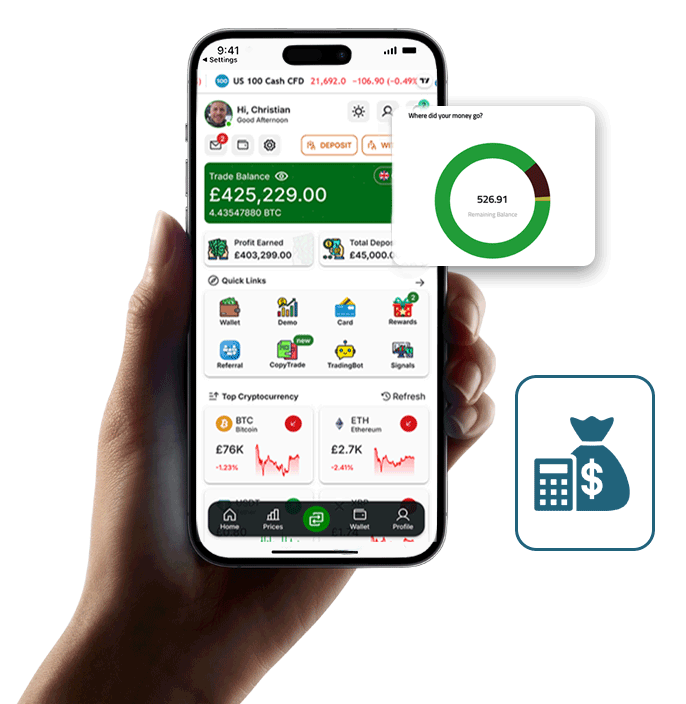 9:41
◀ Settings
100 US 100 Cash CFD 21,692.0 −106.90 (−0.49%)
Hi, Christian
Good Afternoon
2
2
DEPOSIT
Where did your money go?
526.91
Remaining Balance
Trade Balance
£425,229.00
4.43547880 BTC
Profit Earned
£403,299.00
Total Depos
£45,000.0
Quick Links →
Wallet
Demo
Card
2
Rewards
Referral
new
CopyTrade
TradingBot
Signals
Top Cryptocurrency
Refresh
BTC
Bitcoin
£76K
-1.23%
ETH
Ethereum
£2.7K
-2.41%
Home
Prices
Wallet
Profile
$